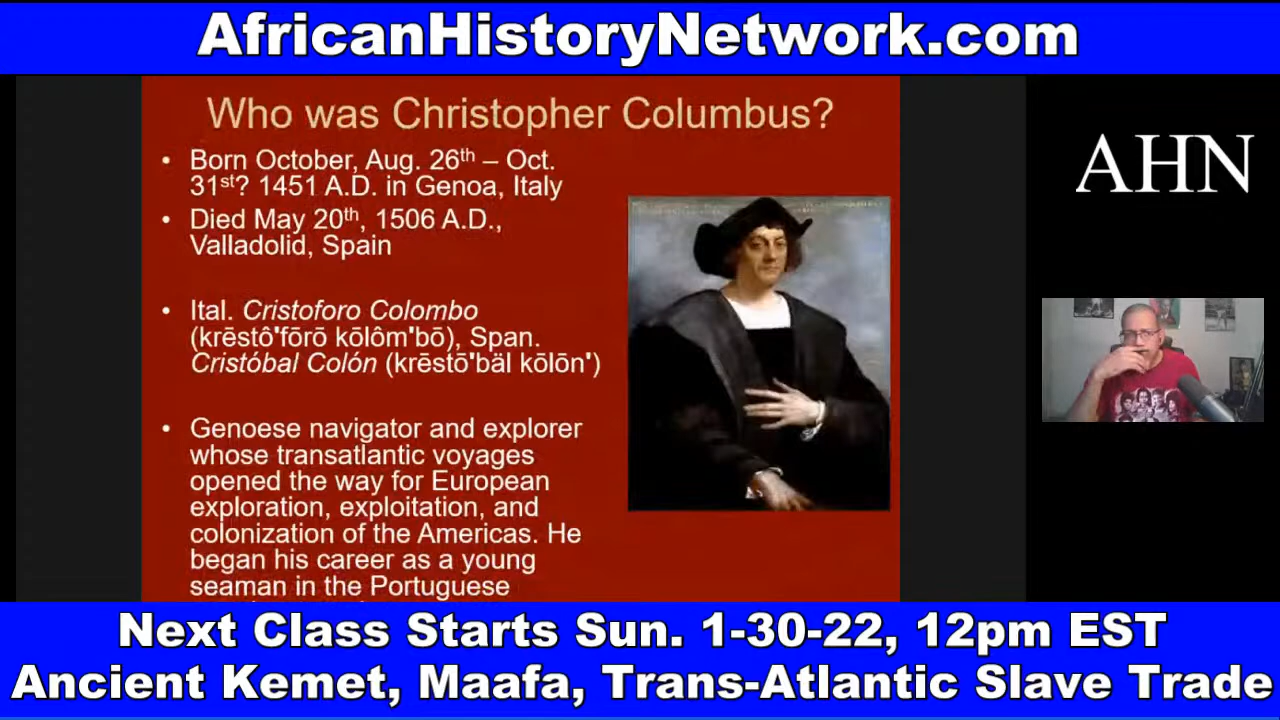 AfricanHistoryNetwork.com
Who was Christopher Columbus?
• Born October, Aug. 26th – Oct.
31st? 1451 A.D. in Genoa, Italy
• Died May 20th, 1506 A.D.,
Valladolid, Spain
• Ital. Cristoforo Colombo
(krēstô'fōrō kōlôm'bō), Span.
Cristóbal Colón (krēstō'bäl kōlōn')
• Genoese navigator and explorer
whose transatlantic voyages
opened the way for European
exploration, exploitation, and
colonization of the Americas. He
began his career as a young
seaman in the Portuguese
AHN
Next Class Starts Sun. 1-30-22, 12pm EST
Ancient Kemet, Maafa, Trans-Atlantic Slave Trade